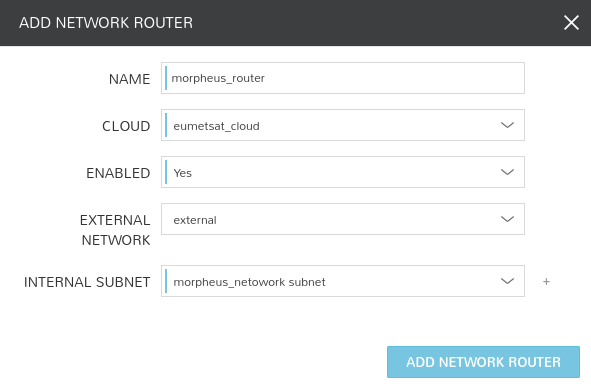 ADD NETWORK ROUTER
NAME
morpheus_router
CLOUD
eumetsat_cloud
ENABLED
Yes
EXTERNAL
NETWORK
external
INTERNAL SUBNET
morpheus_netowork subnet
+
ADD NETWORK ROUTER